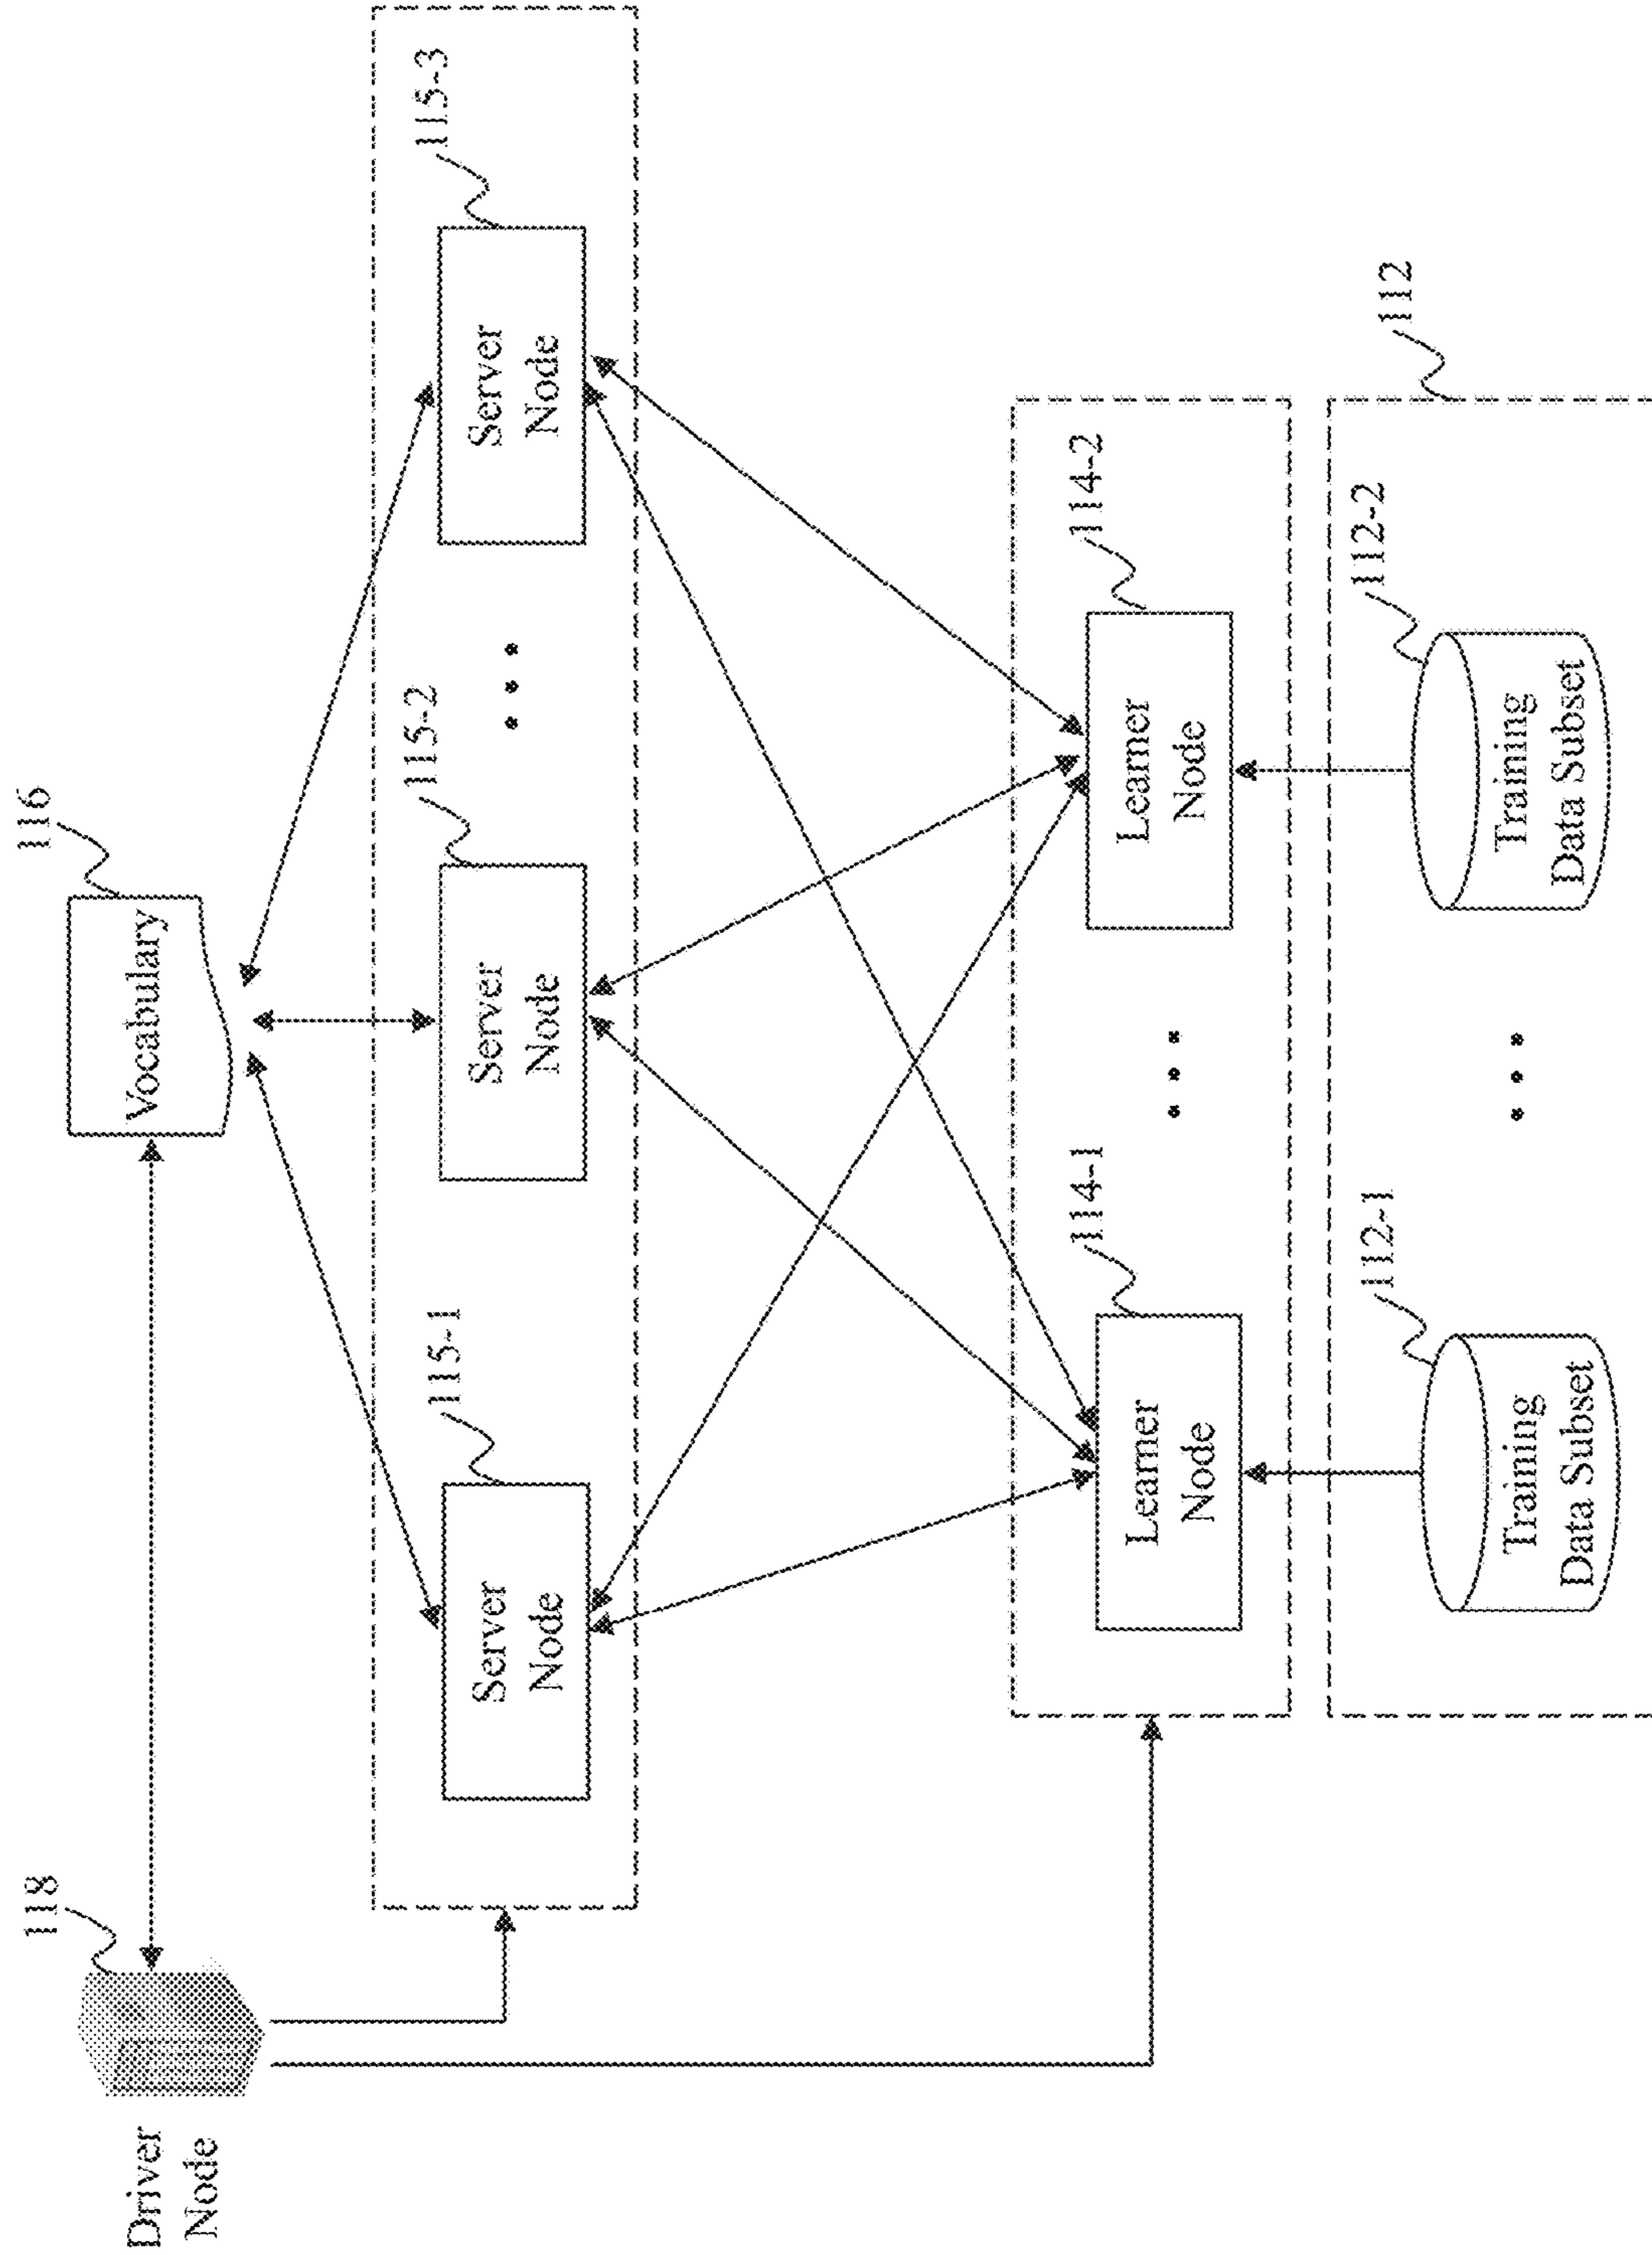 118
Driver
Node
116
Vocabulary
115-1
Server
Node
115-2
Server
Node
115-3
Server
Node
114-1
Learner
Node
114-2
Learner
Node
112
112-1
Training
Data Subset
112-2
Training
Data Subset